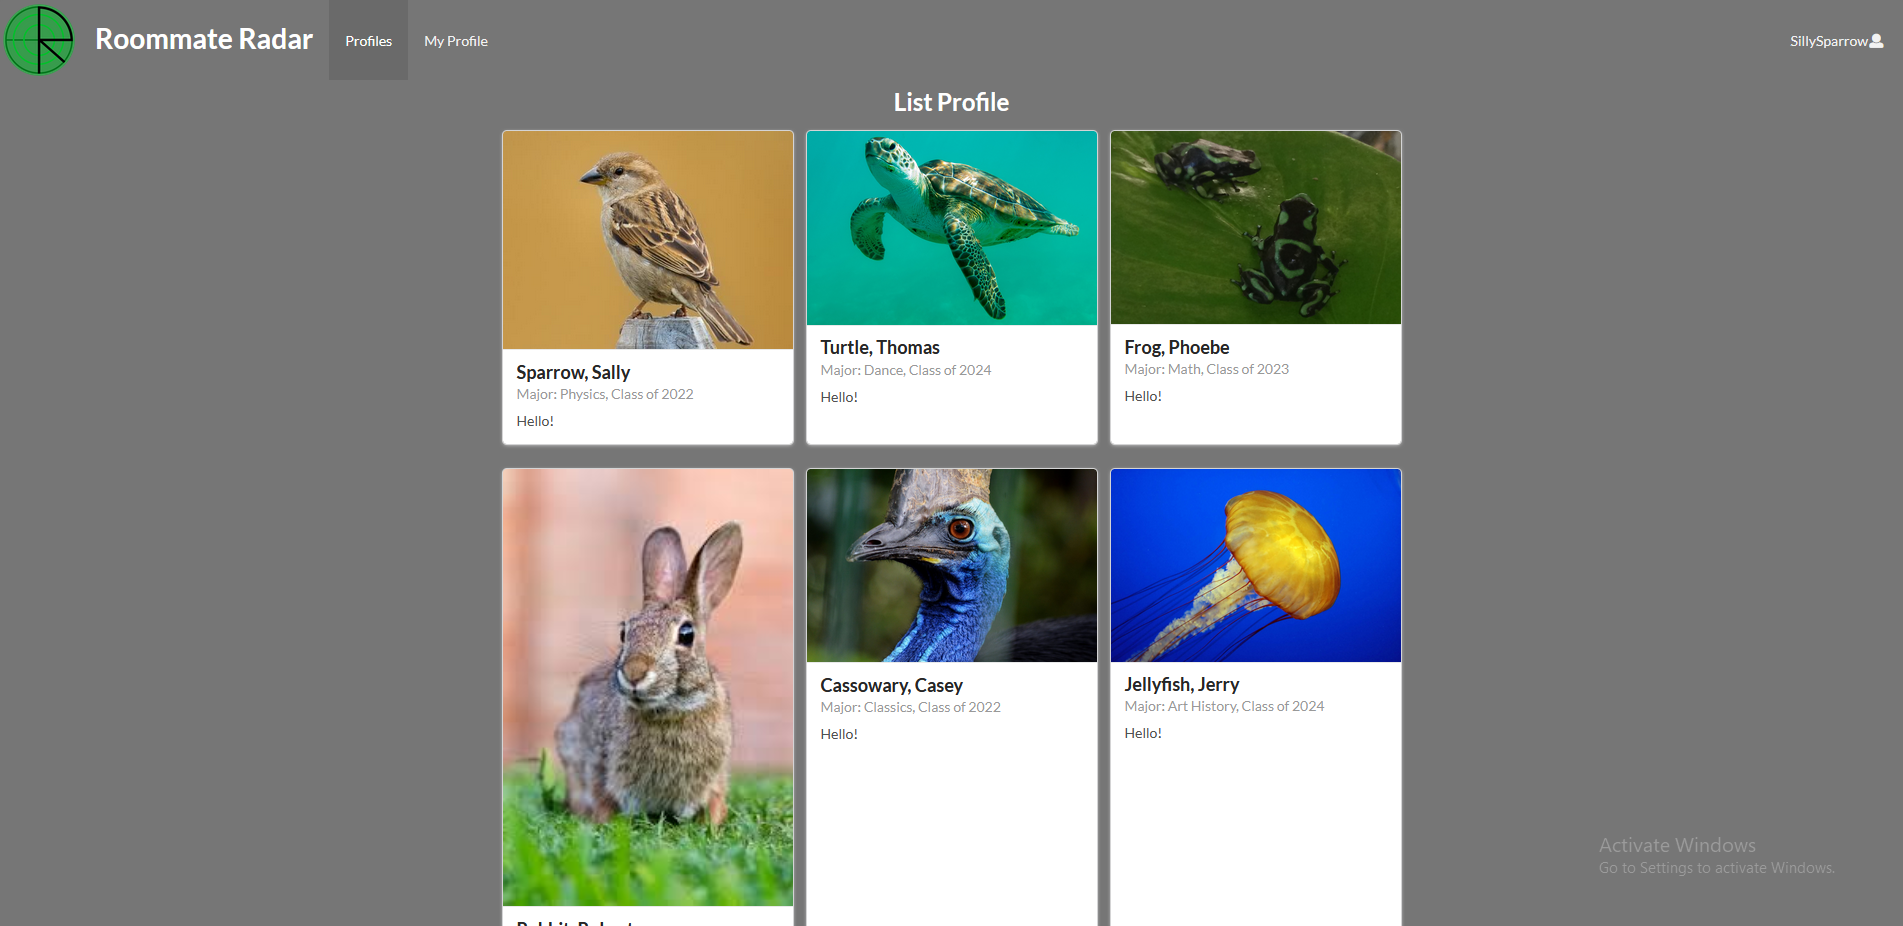 Roommate Radar
Profiles
My Profile
SillySparrow
List Profile
Sparrow, Sally
Major: Physics, Class of 2022
Hello!
Turtle, Thomas
Major: Dance, Class of 2024
Hello!
Frog, Phoebe
Major: Math, Class of 2023
Hello!
Cassowary, Casey
Major: Classics, Class of 2022
Hello!
Jellyfish, Jerry
Major: Art History, Class of 2024
Hello!
Activate Windows
Go to Settings to activate Windows.